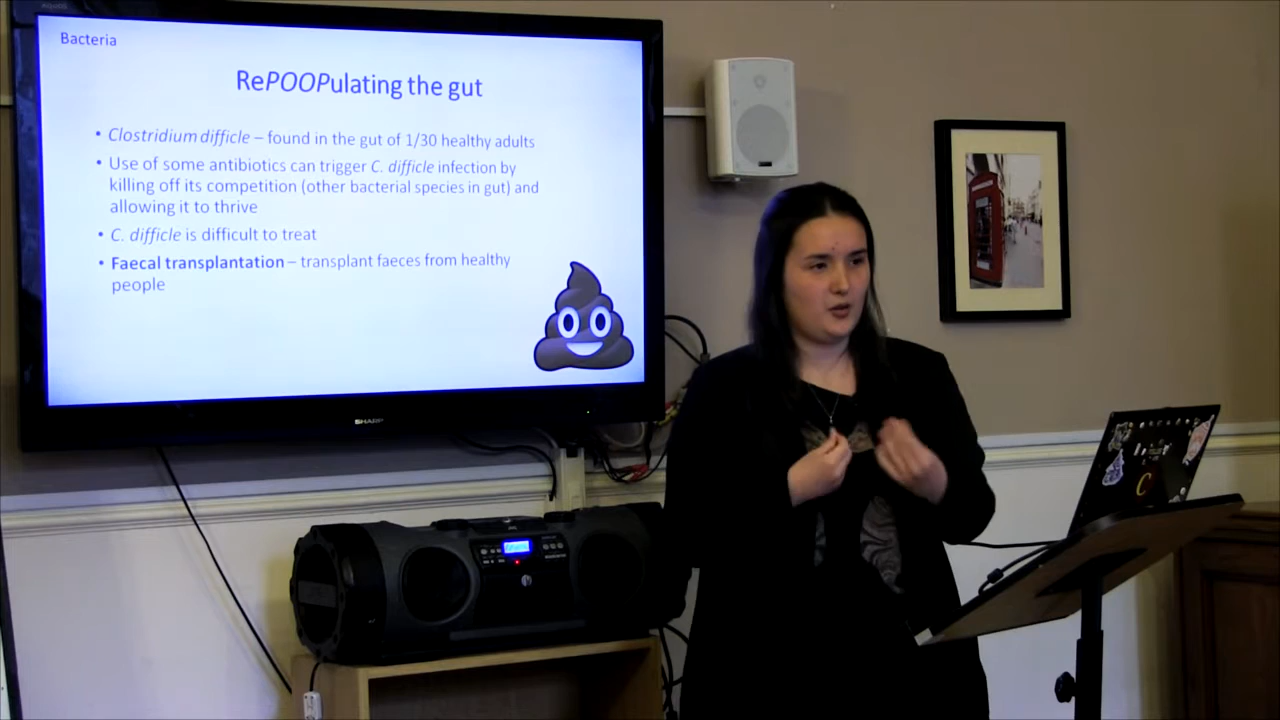 Bacteria
RePOOPulating the gut
• Clostridium difficle – found in the gut of 1/30 healthy adults
• Use of some antibiotics can trigger C. difficle infection by
killing off its competition (other bacterial species in gut) and
allowing it to thrive
• C. difficle is difficult to treat
• Faecal transplantation – transplant faeces from healthy
people
SHARP